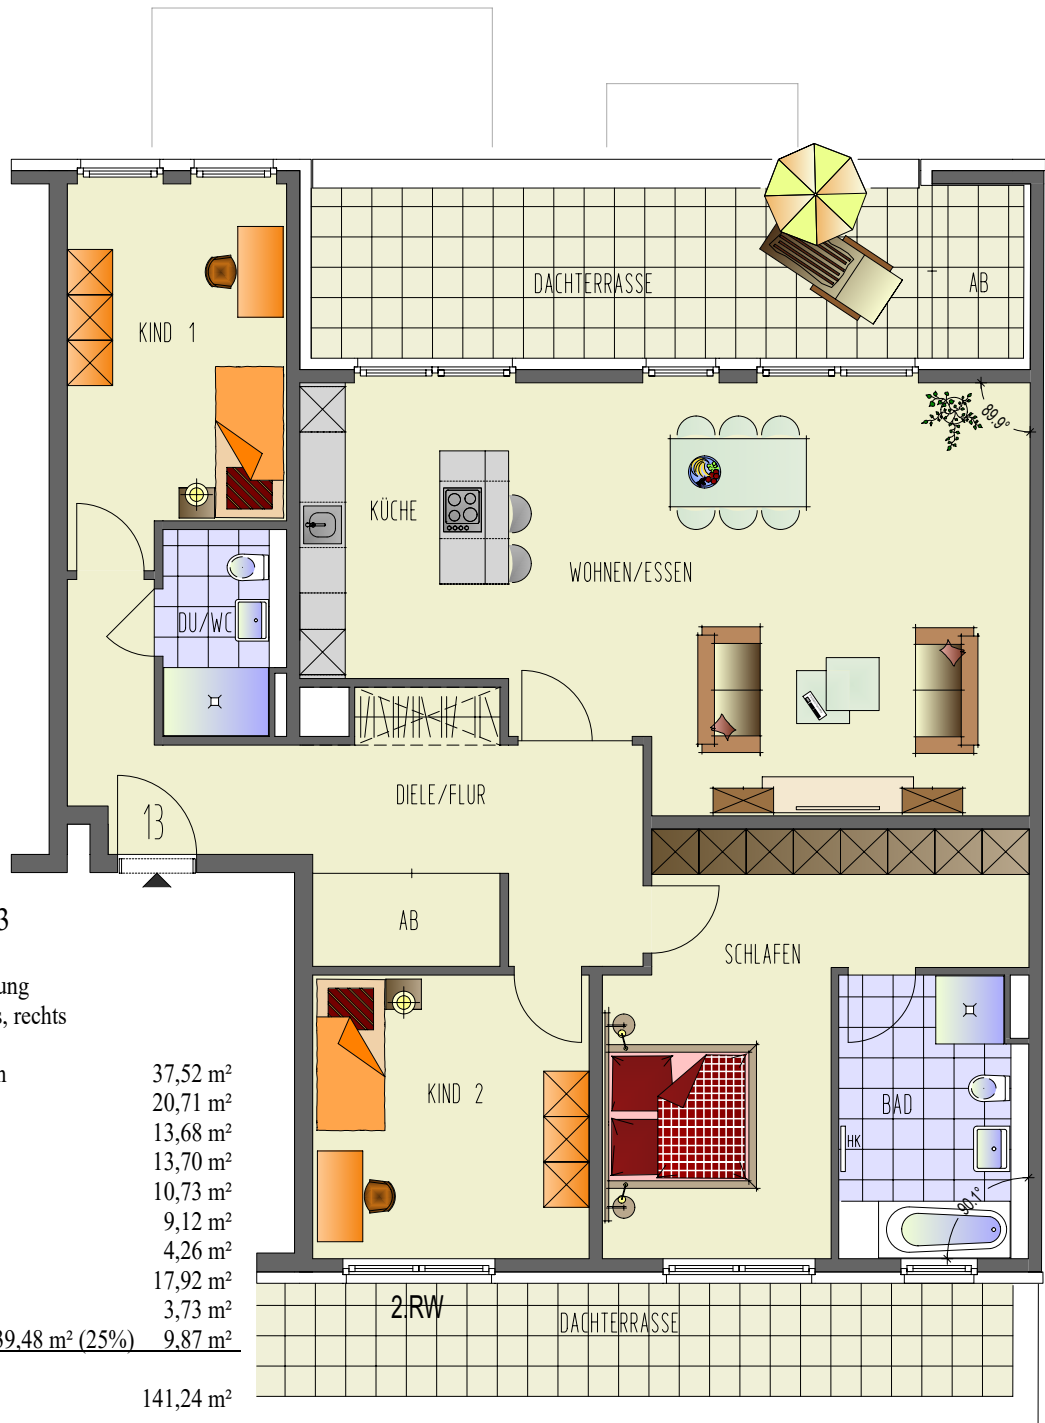 DACHTERRASSE
AB
KIND 1
89.9°
KÜCHE
WOHNEN/ESSEN
DU/WC
DIELE/FLUR
13
AB
SCHLAFEN
3
ung
s, rechts
n 37,52 m²
20,71 m²
13,68 m²
13,70 m²
10,73 m²
9,12 m²
4,26 m²
17,92 m²
3,73 m²
39,48 m² (25%) 9,87 m²
141,24 m²
KIND 2
BAD
HK
90.1°
2.RW
DACHTERRASSE